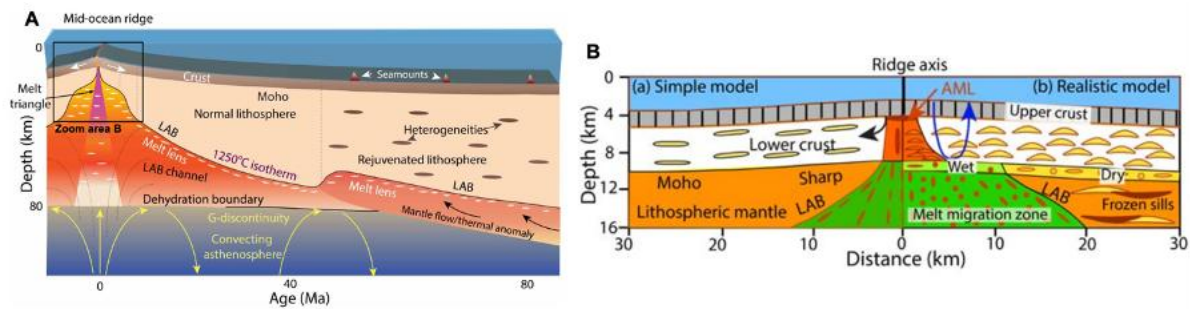 A
Mid-ocean ridge
0
Crust
Seamounts
Melt
triangle
Moho
Normal lithosphere
Zoom area B
LAB
Heterogeneities
Depth (km)
Melt lens
1250°C isotherm
Rejuvenated lithosphere
LAB channel
Melt lens
LAB
Dehydration boundary
80
G-discontinuity
Mantle flow/thermal anomaly
Convecting
asthenosphere
0
40
80
Age (Ma)
B
Ridge axis
0
(a) Simple model
AML
(b) Realistic model
4
Upper crust
Depth (km)
Lower crust
8
Wet
Moho
Sharp
Dry
12
LAB
LAB
Lithospheric mantle
Melt migration zone
Frozen sills
16
30
20
10
0
10
20
30
Distance (km)